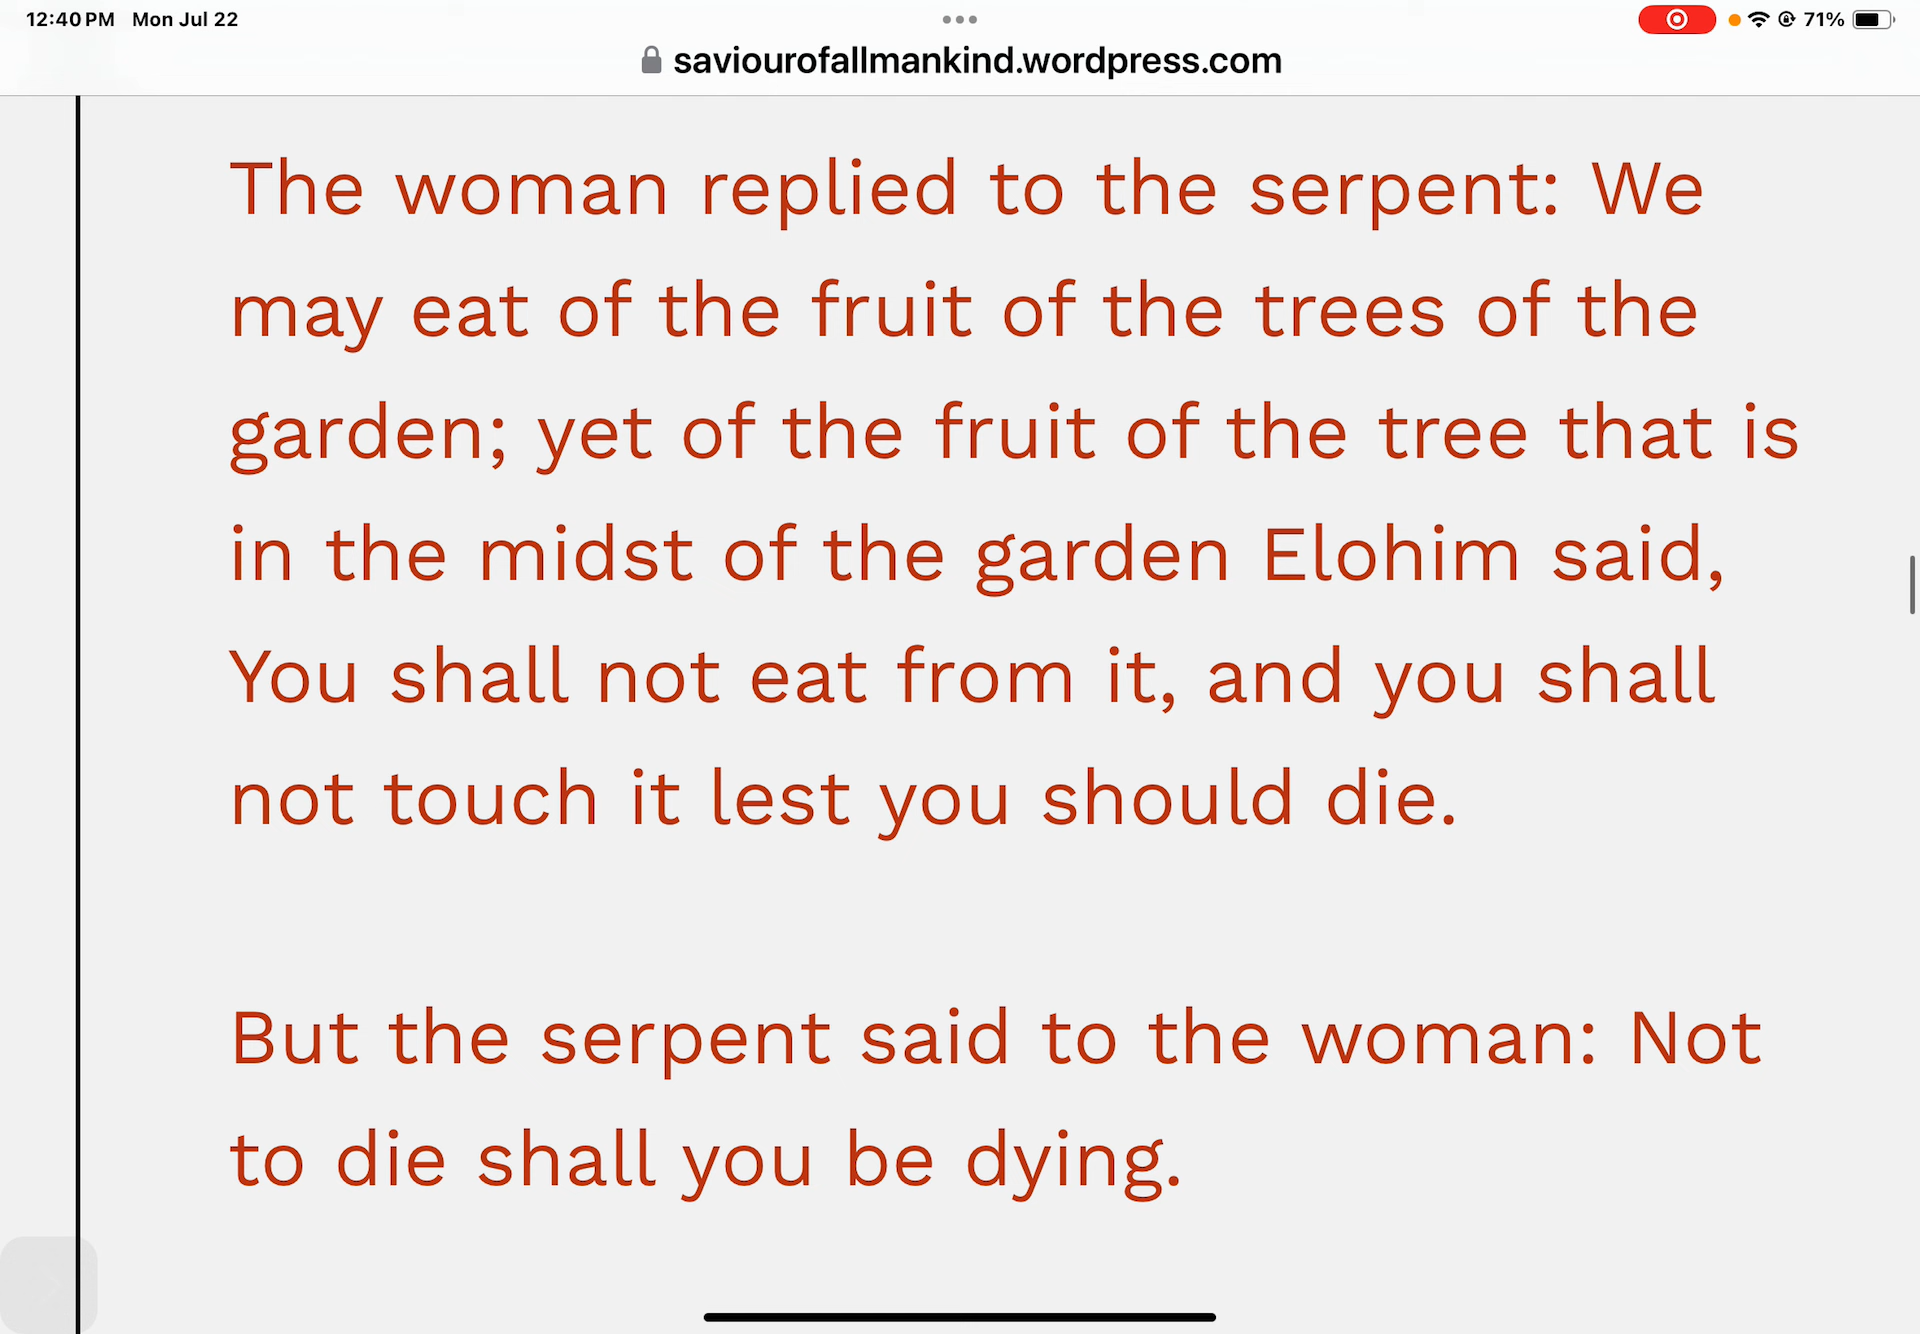 12:40 PM Mon Jul 22
71%
saviourofallmankind.wordpress.com
The woman replied to the serpent: We
may eat of the fruit of the trees of the
garden; yet of the fruit of the tree that is
in the midst of the garden Elohim said,
You shall not eat from it, and you shall
not touch it lest you should die.
But the serpent said to the woman: Not
to die shall you be dying.